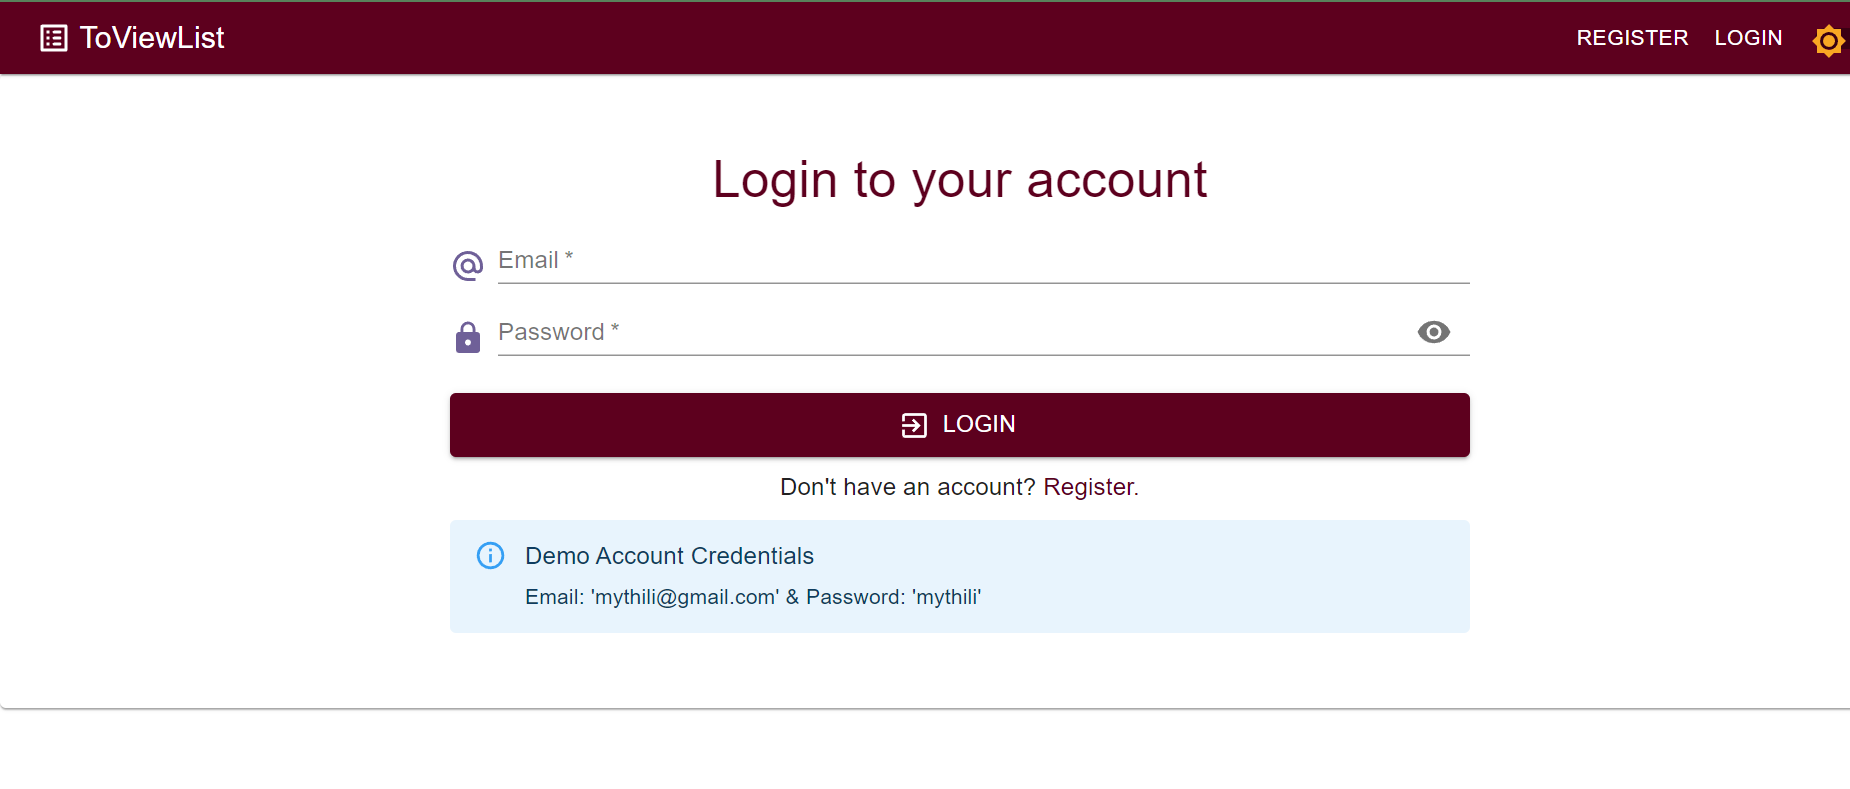 ToViewList
REGISTER LOGIN
Login to your account
Email *
Password *
LOGIN
Don't have an account? Register.
Demo Account Credentials
Email: 'mythili@gmail.com' & Password: 'mythili'